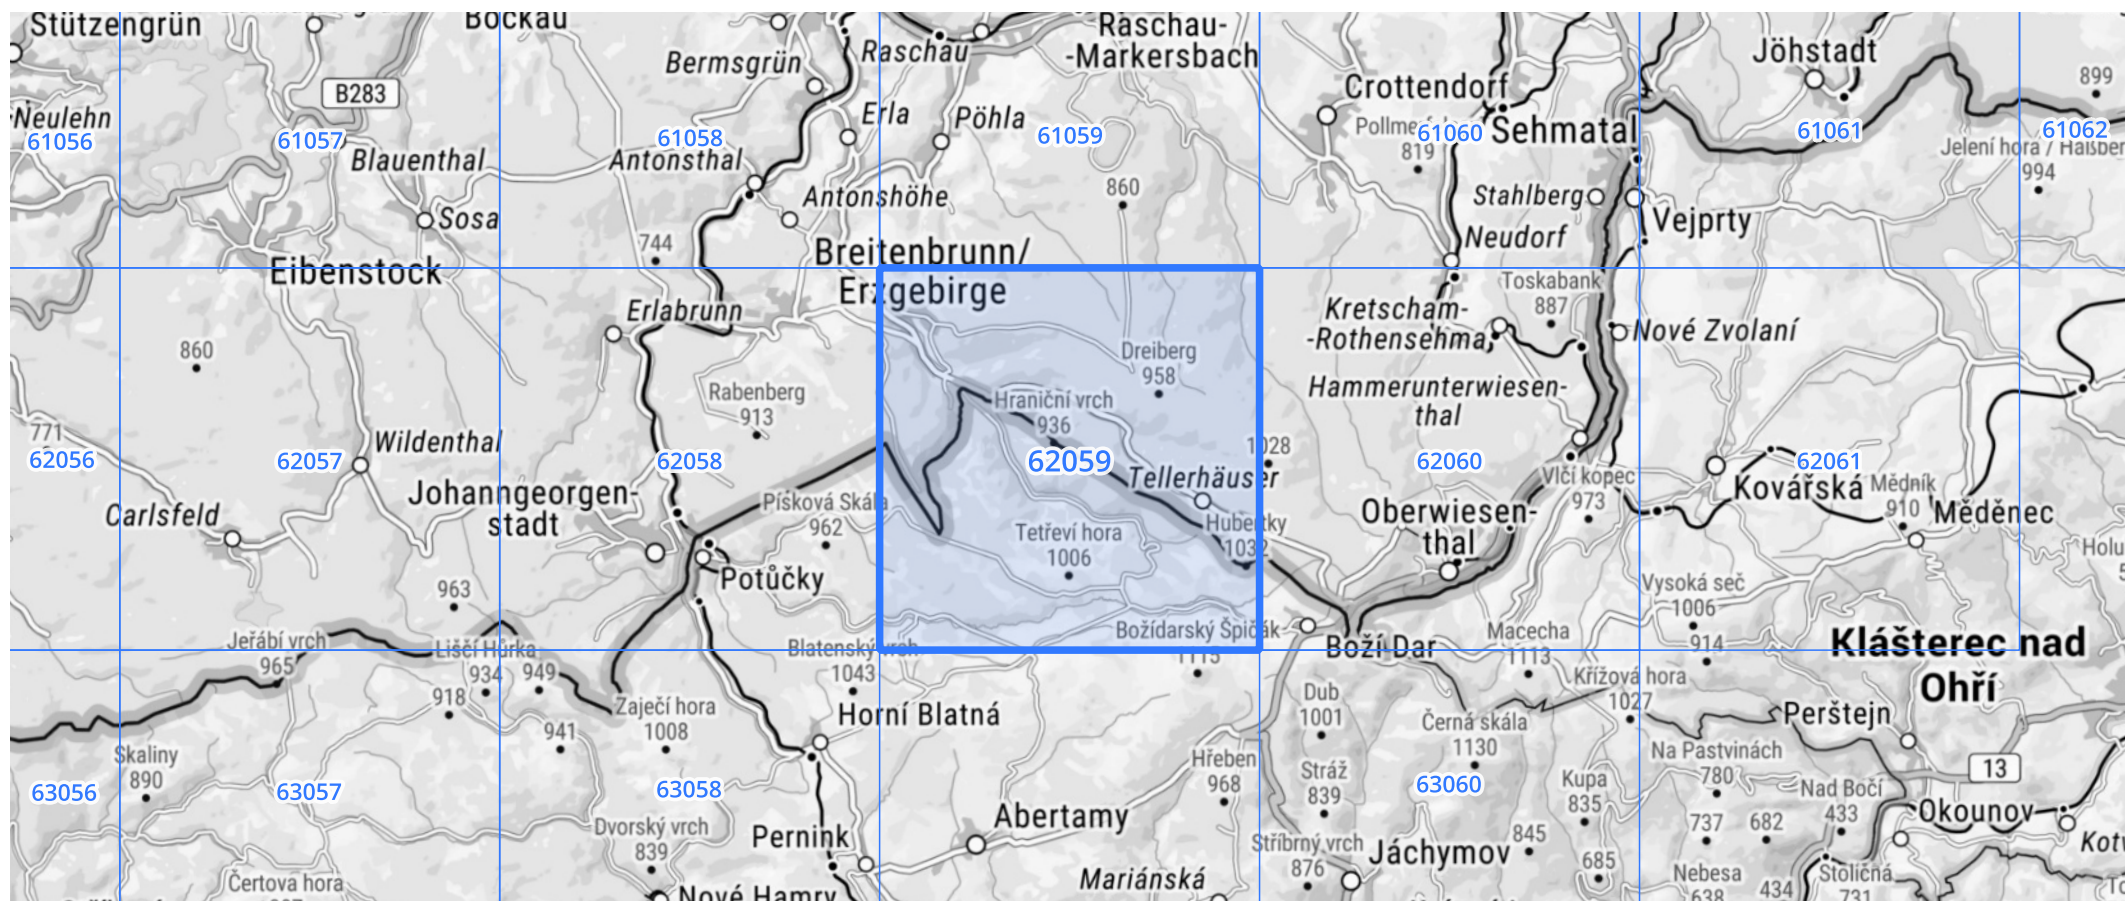 Stützengrün
Bockau
Raschau-
-Markersbach
Bermsgrün
Raschau
Jöhstadt
899
B283
Crottendorf
Neulehn
Erla
Pöhla
Sehmatal
61056
61057
61058
61059
61060
61061
61062
Blauenthal
Antonsthal
819
Jelení hora /
994
Antonshöhe
860
Stahlberg
Vejprty
Sosa
744
Breitenbrunn/
Erzgebirge
Neudorf
Eibenstock
Toskabank
887
Erlabrunn
Kretscham-
-Rothensehma
Nové Zvolaní
860
Dreiberg
958
Rabenberg
913
Hraniční vrch
936
Hammerunterwiesen-
thal
771
Wildenthal
1028
62056
62057
62058
62059
62060
62061
Tellerhäuser
Vlčí kopec
973
Kovářská
Mědník
910
Měděnec
Johanngeorgen-
stadt
Písková Skála
962
Carlsfeld
Oberwiesen-
thal
Hubertky
1032
Tetřeví hora
1006
Potůčky
963
Vysoká seč
1006
Jeřábí vrch
965
Liščí Hůrka
934
949
918
Blatenský vrch
1043
Božídarský Špičák
1115
Boží Dar
Macecha
1113
914
Klášterec nad
Ohří
Křížová hora
1027
Zaječí hora
1008
Horní Blatná
Dub
1001
Černá skála
1130
Perštejn
941
Skaliny
890
Hřeben
968
Na Pastvinách
780
13
63056
63057
63058
63060
Stráž
839
Kupa
835
Nad Bočí
433
Okounov
Abertamy
Dvorský vrch
839
Pernink
737
682
Stříbrný vrch
876
Jáchymov
845
685
Čertova hora
Nové Hamry
Mariánská
Nebesa
638
434
Stoličná
731